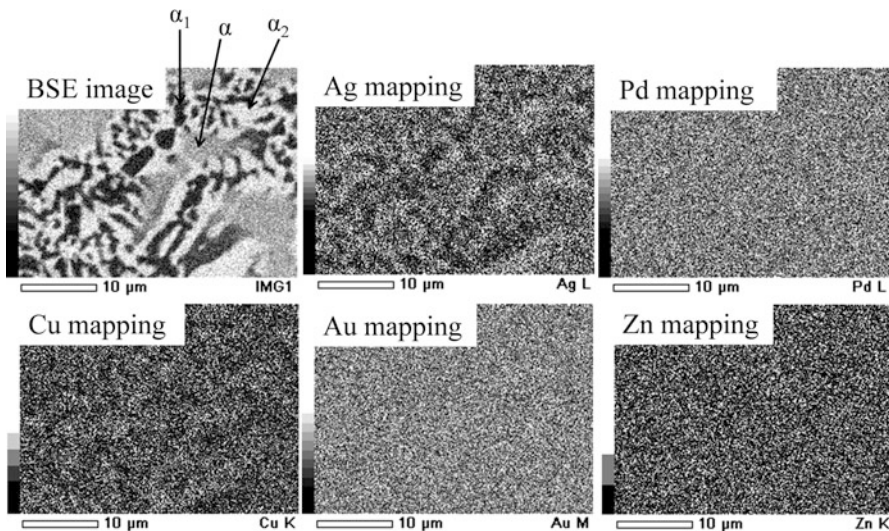 α₁ α α₂
BSE image
Ag mapping
Pd mapping
10 μm IMG1
10 μm Ag L
10 μm Pd L
Cu mapping
Au mapping
Zn mapping
10 μm Cu K
10 μm Au M
10 μm Zn K